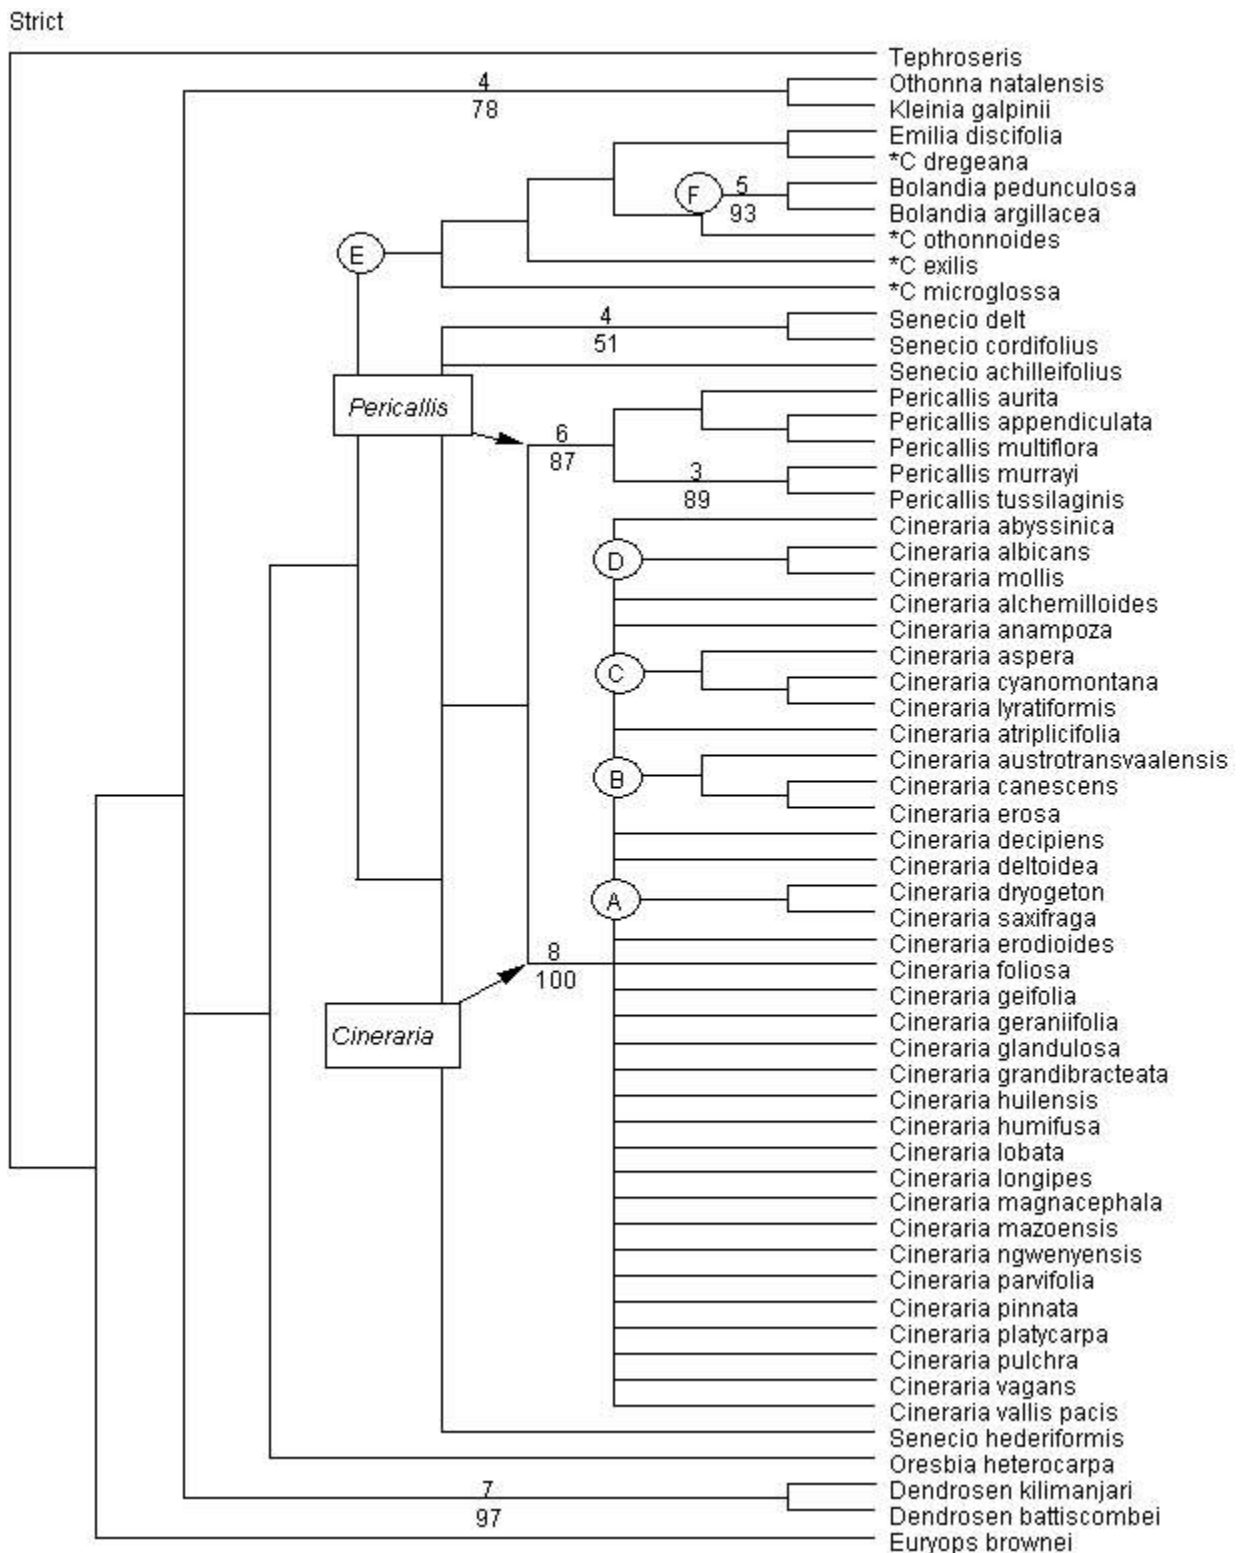 Strict
Tephroseris
4
78
Othonna natalensis
Kleinia galpinii
Emilia discifolia
*C dregeana
F
5
93
Bolandia pedunculosa
Bolandia argillacea
*C othonnoides
E
*C exilis
*C microglossa
4
51
Senecio delt
Senecio cordifolius
Senecio achilleifolius
Pericallis
Pericallis aurita
6
87
Pericallis appendiculata
Pericallis multiflora
3
89
Pericallis murrayi
Pericallis tussilaginis
Cineraria abyssinica
D
Cineraria albicans
Cineraria mollis
Cineraria alchemilloides
Cineraria anampoza
C
Cineraria aspera
Cineraria cyanomontana
Cineraria lyratiformis
Cineraria atriplicifolia
B
Cineraria austrotransvaalensis
Cineraria canescens
Cineraria erosa
Cineraria decipiens
Cineraria deltoidea
A
Cineraria dryogeton
Cineraria saxifraga
Cineraria erodioides
8
100
Cineraria foliosa
Cineraria geifolia
Cineraria
Cineraria geraniifolia
Cineraria glandulosa
Cineraria grandibracteata
Cineraria huilensis
Cineraria humifusa
Cineraria lobata
Cineraria longipes
Cineraria magnacephala
Cineraria mazoensis
Cineraria ngwenyensis
Cineraria parvifolia
Cineraria pinnata
Cineraria platycarpa
Cineraria pulchra
Cineraria vagans
Cineraria vallis pacis
Senecio hederiformis
Oresbia heterocarpa
7
97
Dendrosen kilimanjari
Dendrosen battiscombei
Euryops brownei